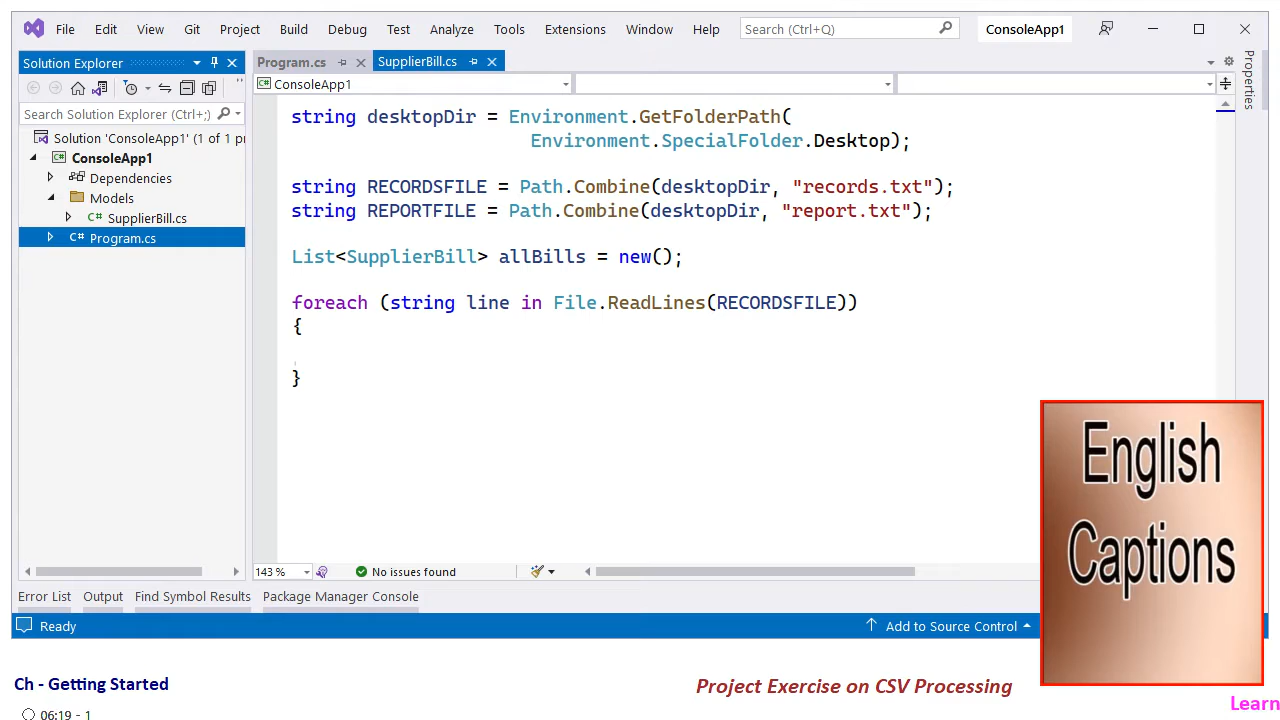 File Edit View Git Project Build Debug Test Analyze Tools Extensions Window Help Search (Ctrl+Q) ConsoleApp1
Solution Explorer
Program.cs SupplierBill.cs
ConsoleApp1
Search Solution Explorer (Ctrl+;)
Solution 'ConsoleApp1' (1 of 1 pr
ConsoleApp1
Dependencies
Models
C# SupplierBill.cs
C# Program.cs
string desktopDir = Environment.GetFolderPath(
Environment.SpecialFolder.Desktop);
string RECORDSFILE = Path.Combine(desktopDir, "records.txt");
string REPORTFILE = Path.Combine(desktopDir, "report.txt");
List<SupplierBill> allBills = new();
foreach (string line in File.ReadLines(RECORDSFILE))
{
}
Properties
143 % No issues found
Error List Output Find Symbol Results Package Manager Console
Ready Add to Source Control
English
Captions
Ch - Getting Started
Project Exercise on CSV Processing
Learn
06:19 - 1